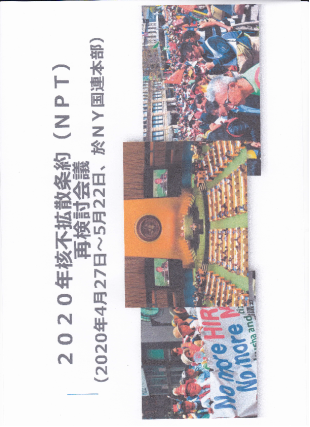 ２０２０年核不拡散条約（ＮＰＴ）
再検討会議
（2020年4月27日～5月22日、於ＮＹ国連本部）
No more HIR
No more
and